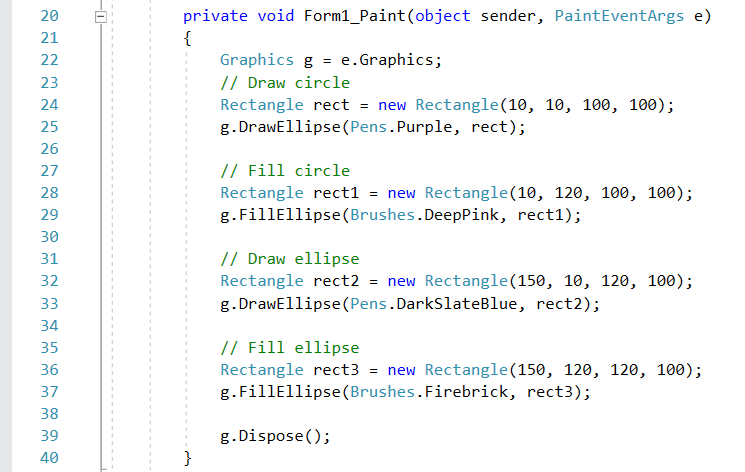 20 private void Form1_Paint(object sender, PaintEventArgs e)
21 {
22 Graphics g = e.Graphics;
23 // Draw circle
24 Rectangle rect = new Rectangle(10, 10, 100, 100);
25 g.DrawEllipse(Pens.Purple, rect);
26
27 // Fill circle
28 Rectangle rect1 = new Rectangle(10, 120, 100, 100);
29 g.FillEllipse(Brushes.DeepPink, rect1);
30
31 // Draw ellipse
32 Rectangle rect2 = new Rectangle(150, 10, 120, 100);
33 g.DrawEllipse(Pens.DarkSlateBlue, rect2);
34
35 // Fill ellipse
36 Rectangle rect3 = new Rectangle(150, 120, 120, 100);
37 g.FillEllipse(Brushes.Firebrick, rect3);
38
39 g.Dispose();
40 }